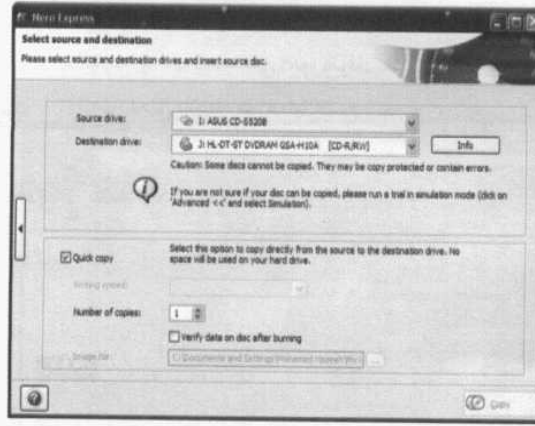 Nero Express
Select source and destination
Please select source and destination drives and insert source disc.
Source drive:
I: ASUS CD-S520B
Destination drive:
J: HL-DT-ST DVDRAM GSA-H10A [CD-R/RW]
Info
Caution: Some discs cannot be copied. They may be copy protected or contain errors.
If you are not sure if your disc can be copied, please run a trial in simulation mode (click on
'Advanced <<' and select Simulation).
Quick copy
Select this option to copy directly from the source to the destination drive. No
space will be used on your hard drive.
Writing speed:
Number of copies:
1
Verify data on disc after burning
Image file:
C:\Documents and Settings\
...
Copy